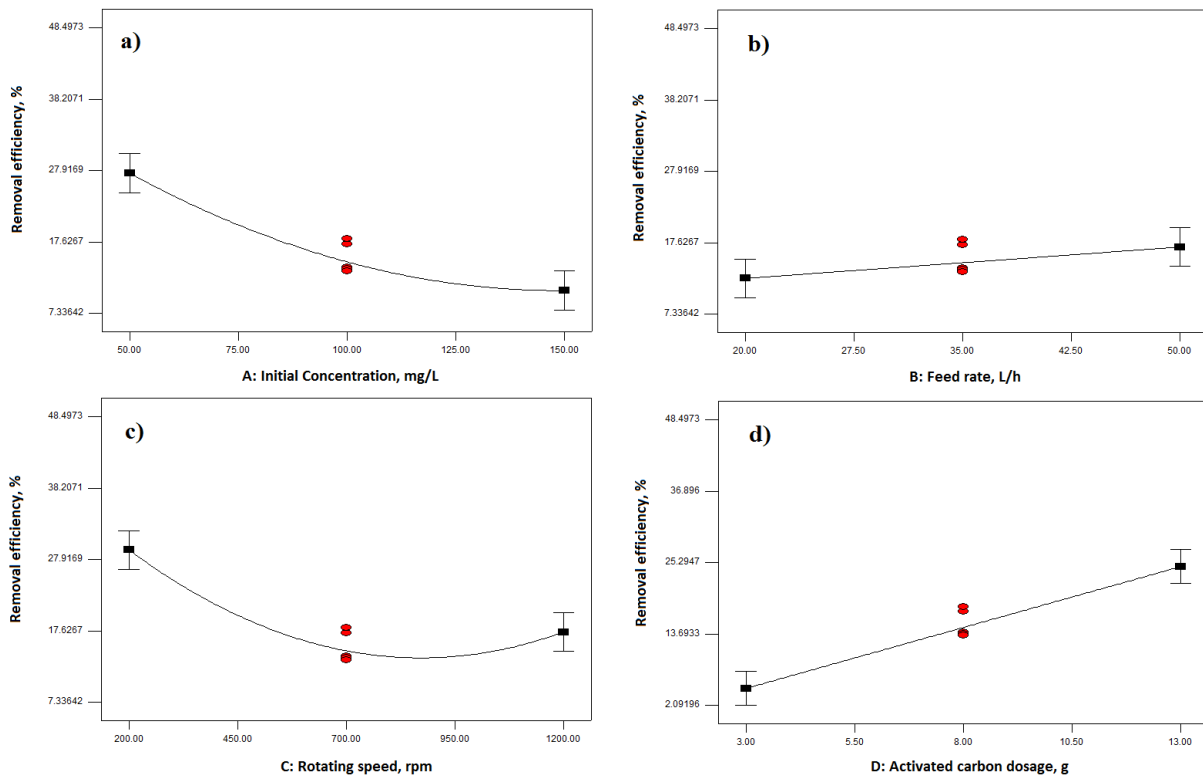 a)
48.4973
38.2071
27.9169
17.6267
7.33642
Removal efficiency, %
50.00 75.00 100.00 125.00 150.00
A: Initial Concentration, mg/L
b)
48.4973
38.2071
27.9169
17.6267
7.33642
Removal efficiency, %
20.00 27.50 35.00 42.50 50.00
B: Feed rate, L/h
c)
48.4973
38.2071
27.9169
17.6267
7.33642
Removal efficiency, %
200.00 450.00 700.00 950.00 1200.00
C: Rotating speed, rpm
d)
48.4973
36.896
25.2947
13.6933
2.09196
Removal efficiency, %
3.00 5.50 8.00 10.50 13.00
D: Activated carbon dosage, g